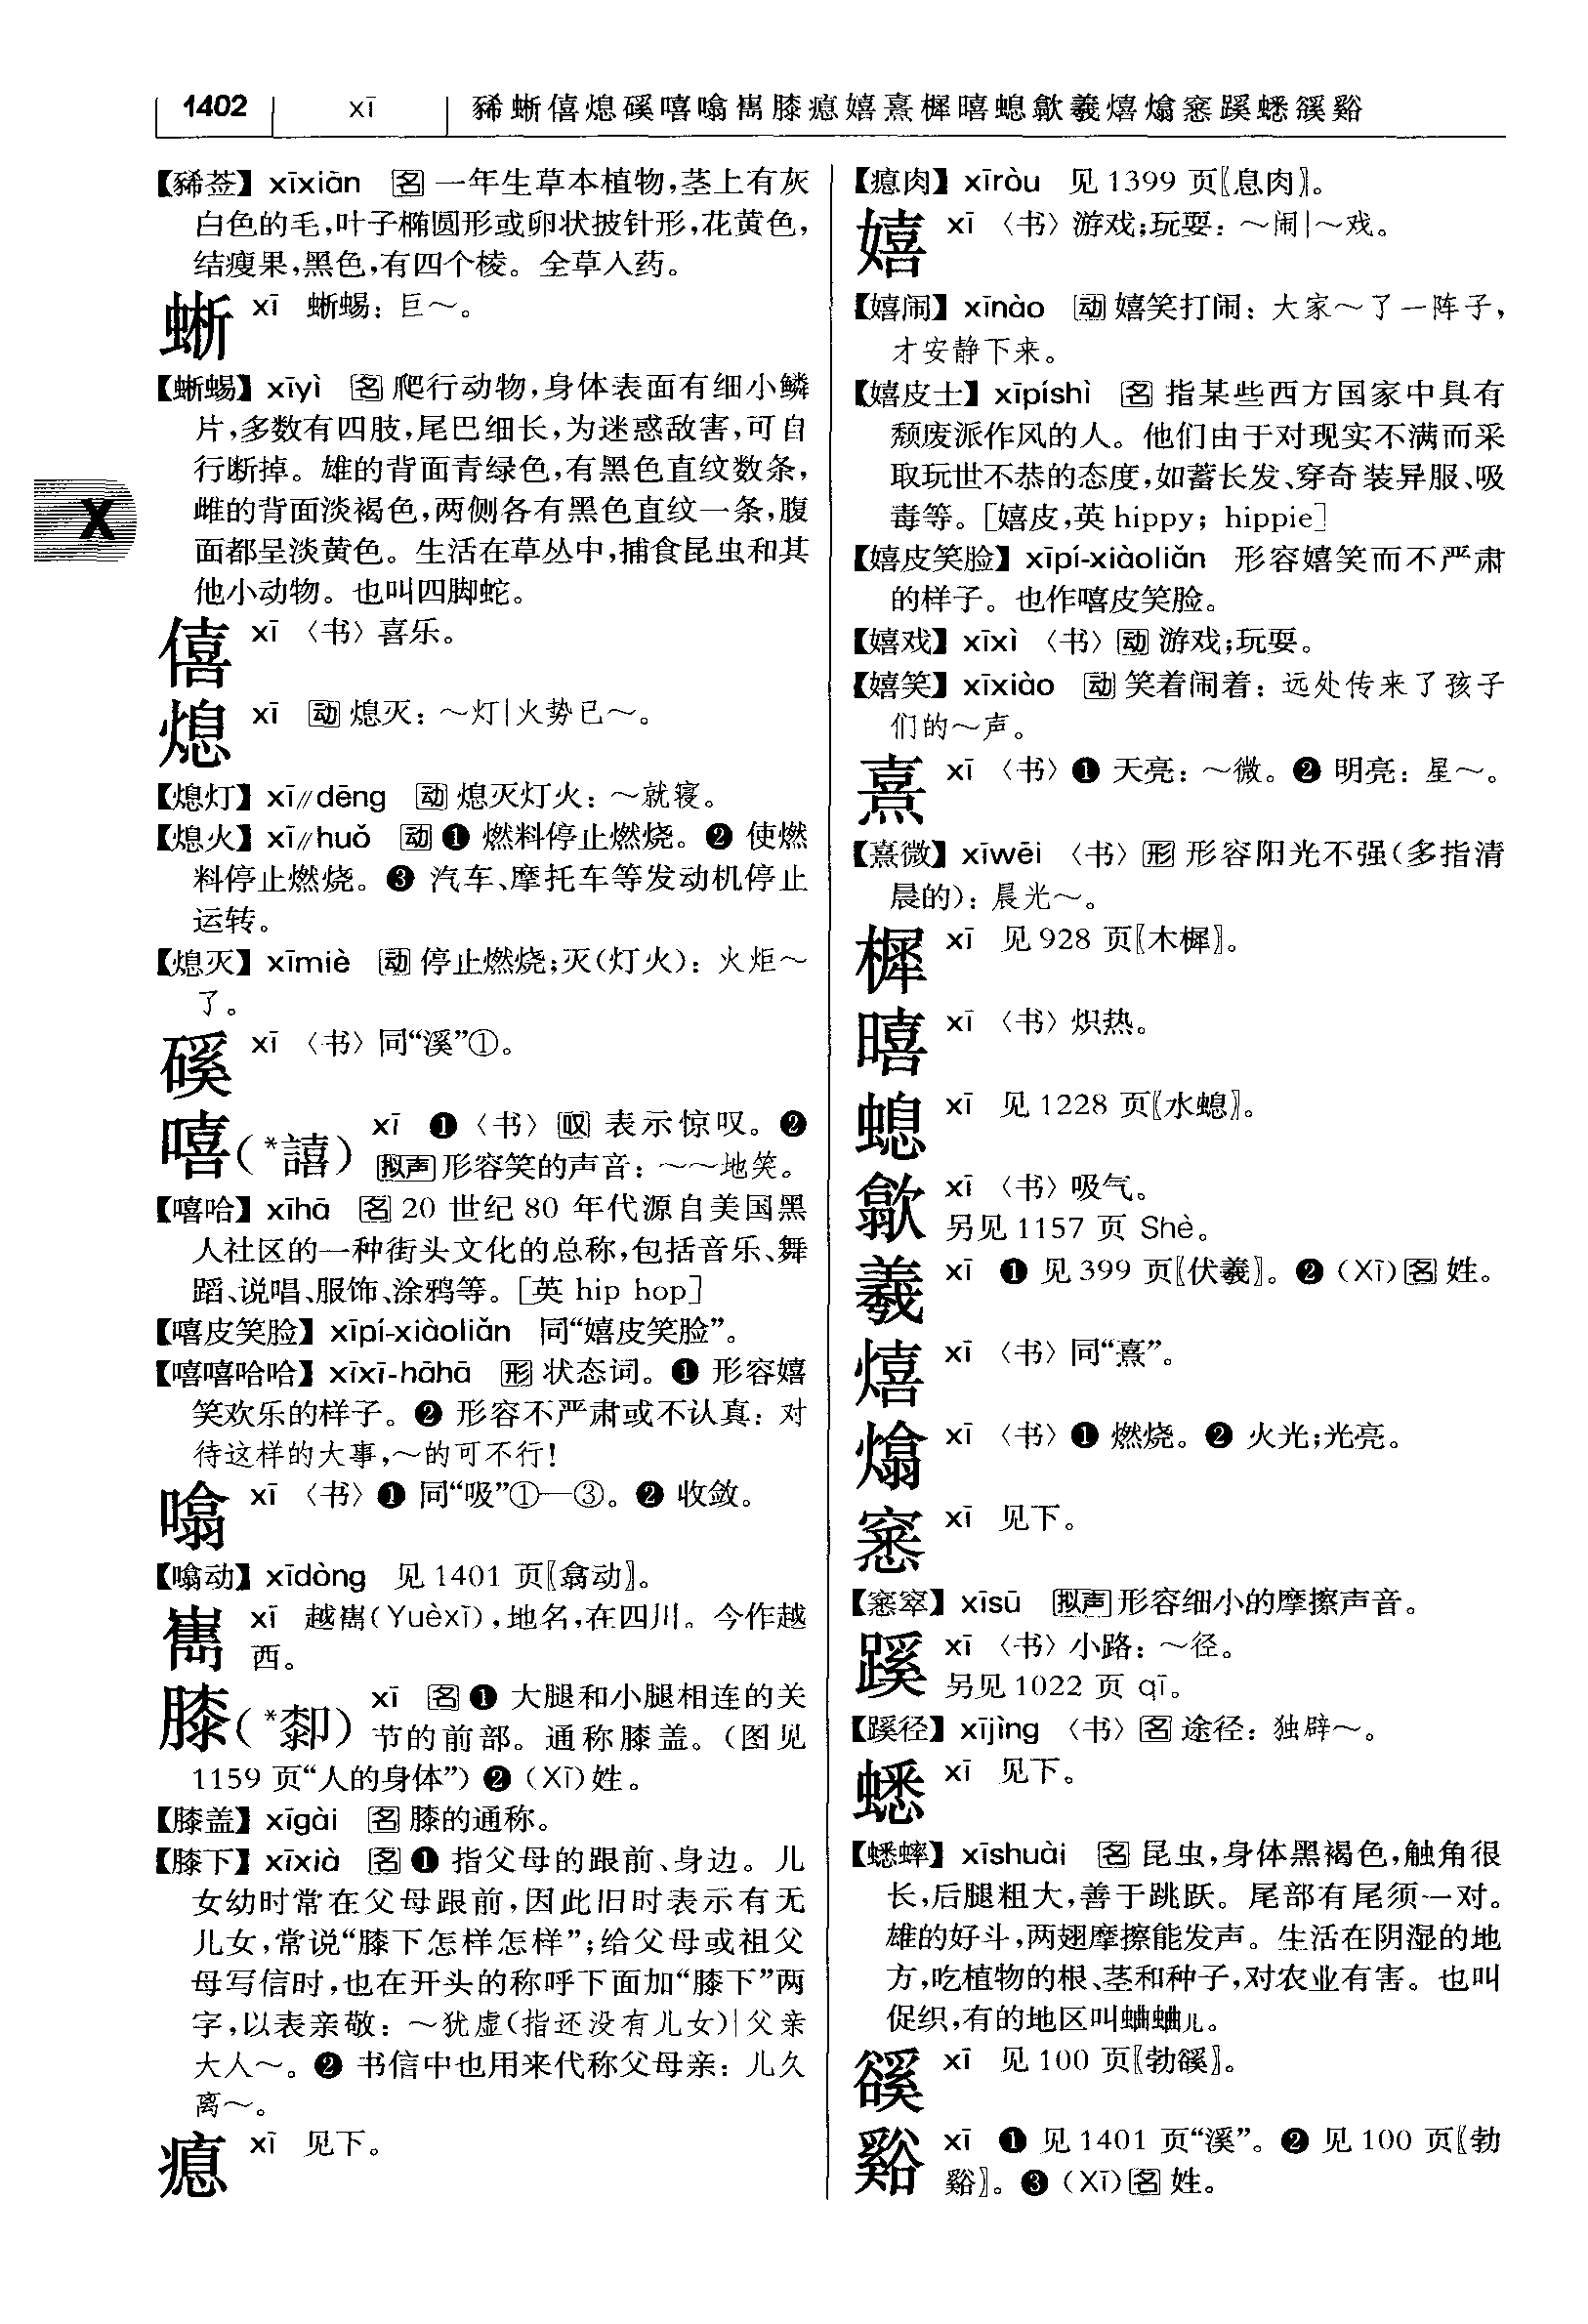 1402 xī 豨蜥僖熄磎嘻噏嶲膝瘜嬉熹樨暿螅歙羲熺熻窸蹊蟋豀豁
【豨莶】 xīxiān 名 一年生草本植物,茎上有灰
白色的毛,叶子椭圆形或卵状披针形,花黄色,
结瘦果,黑色,有四个棱。全草入药。
蜥 xī 蜥蜴:巨~。
【蜥蜴】 xīyì 名 爬行动物,身体表面有细小鳞
片,多数有四肢,尾巴细长,为迷惑敌害,可自
行断掉。雄的背面青绿色,有黑色直纹数条,
雌的背面淡褐色,两侧各有黑色直纹一条,腹
面都呈淡黄色。生活在草丛中,捕食昆虫和其
他小动物。也叫四脚蛇。
X
僖 xī 〈书〉喜乐。
熄 xī 动 熄灭:~灯|火势已~。
【熄灯】 xī//dēng 动 熄灭灯火:~就寝。
【熄火】 xī//huǒ 动 ❶ 燃料停止燃烧。❷ 使燃
料停止燃烧。❸ 汽车、摩托车等发动机停止
运转。
【熄灭】 xīmiè 动 停止燃烧;灭(灯火):火炬~
了。
磎 xī 〈书〉同“溪”①。
嘻(*譆) xī ❶〈书〉叹 表示惊叹。❷
拟声 形容笑的声音:~~地笑。
【嘻哈】 xīhā 名 20 世纪 80 年代源自美国黑
人社区的一种街头文化的总称,包括音乐、舞
蹈、说唱、服饰、涂鸦等。[英 hip hop]
【嘻皮笑脸】 xīpí-xiàoliǎn 同“嬉皮笑脸”。
【嘻嘻哈哈】 xīxī-hāhā 形 状态词。❶ 形容嬉
笑欢乐的样子。❷ 形容不严肃或不认真:对
待这样的大事,~的可不行!
噏 xī 〈书〉❶ 同“吸”①—③。❷ 收敛。
【噏动】 xīdòng 见 1401 页〖翕动〗。
嶲 xī 越嶲(Yuèxī),地名,在四川。今作越
西。
膝(*厀) xī 名 ❶ 大腿和小腿相连的关
节的前部。通称膝盖。(图见
1159 页“人的身体”)❷(Xī)姓。
【膝盖】 xīgài 名 膝的通称。
【膝下】 xīxià 名 ❶ 指父母的跟前、身边。儿
女幼时常在父母跟前,因此旧时表示有无
儿女,常说“膝下怎样怎样”;给父母或祖父
母写信时,也在开头的称呼下面加“膝下”两
字,以表亲敬:~犹虚(指还没有儿女)|父亲
大人~。❷ 书信中也用来代称父母亲:儿久
离~。
瘜 xī 见下。
【瘜肉】 xīròu 见 1399 页〖息肉〗。
嬉 xī 〈书〉游戏;玩耍:~闹|~戏。
【嬉闹】 xīnào 动 嬉笑打闹:大家~了一阵子,
才安静下来。
【嬉皮士】 xīpíshì 名 指某些西方国家中具有
颓废派作风的人。他们由于对现实不满而采
取玩世不恭的态度,如蓄长发、穿奇装异服、吸
毒等。[嬉皮,英 hippy; hippie]
【嬉皮笑脸】 xīpí-xiàoliǎn 形容嬉笑而不严肃
的样子。也作嘻皮笑脸。
【嬉戏】 xīxì 〈书〉动 游戏;玩耍。
【嬉笑】 xīxiào 动 笑着闹着:远处传来了孩子
们的~声。
熹 xī 〈书〉❶ 天亮:~微。❷ 明亮:星~。
【熹微】 xīwēi 〈书〉形 形容阳光不强(多指清
晨的):晨光~。
樨 xī 见 928 页〖木樨〗。
暿 xī 〈书〉炽热。
螅 xī 见 1228 页〖水螅〗。
歙 xī 〈书〉吸气。
另见 1157 页 Shè。
羲 xī ❶ 见 399 页〖伏羲〗。❷(Xī)名 姓。
熺 xī 〈书〉同“熹”。
熻 xī 〈书〉❶ 燃烧。❷ 火光;光亮。
窸 xī 见下。
【窸窣】 xīsū 拟声 形容细小的摩擦声音。
蹊 xī 〈书〉小路:~径。
另见 1022 页 qī。
【蹊径】 xījìng 〈书〉名 途径:独辟~。
蟋 xī 见下。
【蟋蟀】 xīshuài 名 昆虫,身体黑褐色,触角很
长,后腿粗大,善于跳跃。尾部有尾须一对。
雄的好斗,两翅摩擦能发声。生活在阴湿的地
方,吃植物的根、茎和种子,对农业有害。也叫
促织,有的地区叫蛐蛐儿。
豀 xī 见 100 页〖勃豀〗。
谿 xī ❶ 见 1401 页“溪”。❷ 见 100 页〖勃
谿〗。❸(Xī)名 姓。